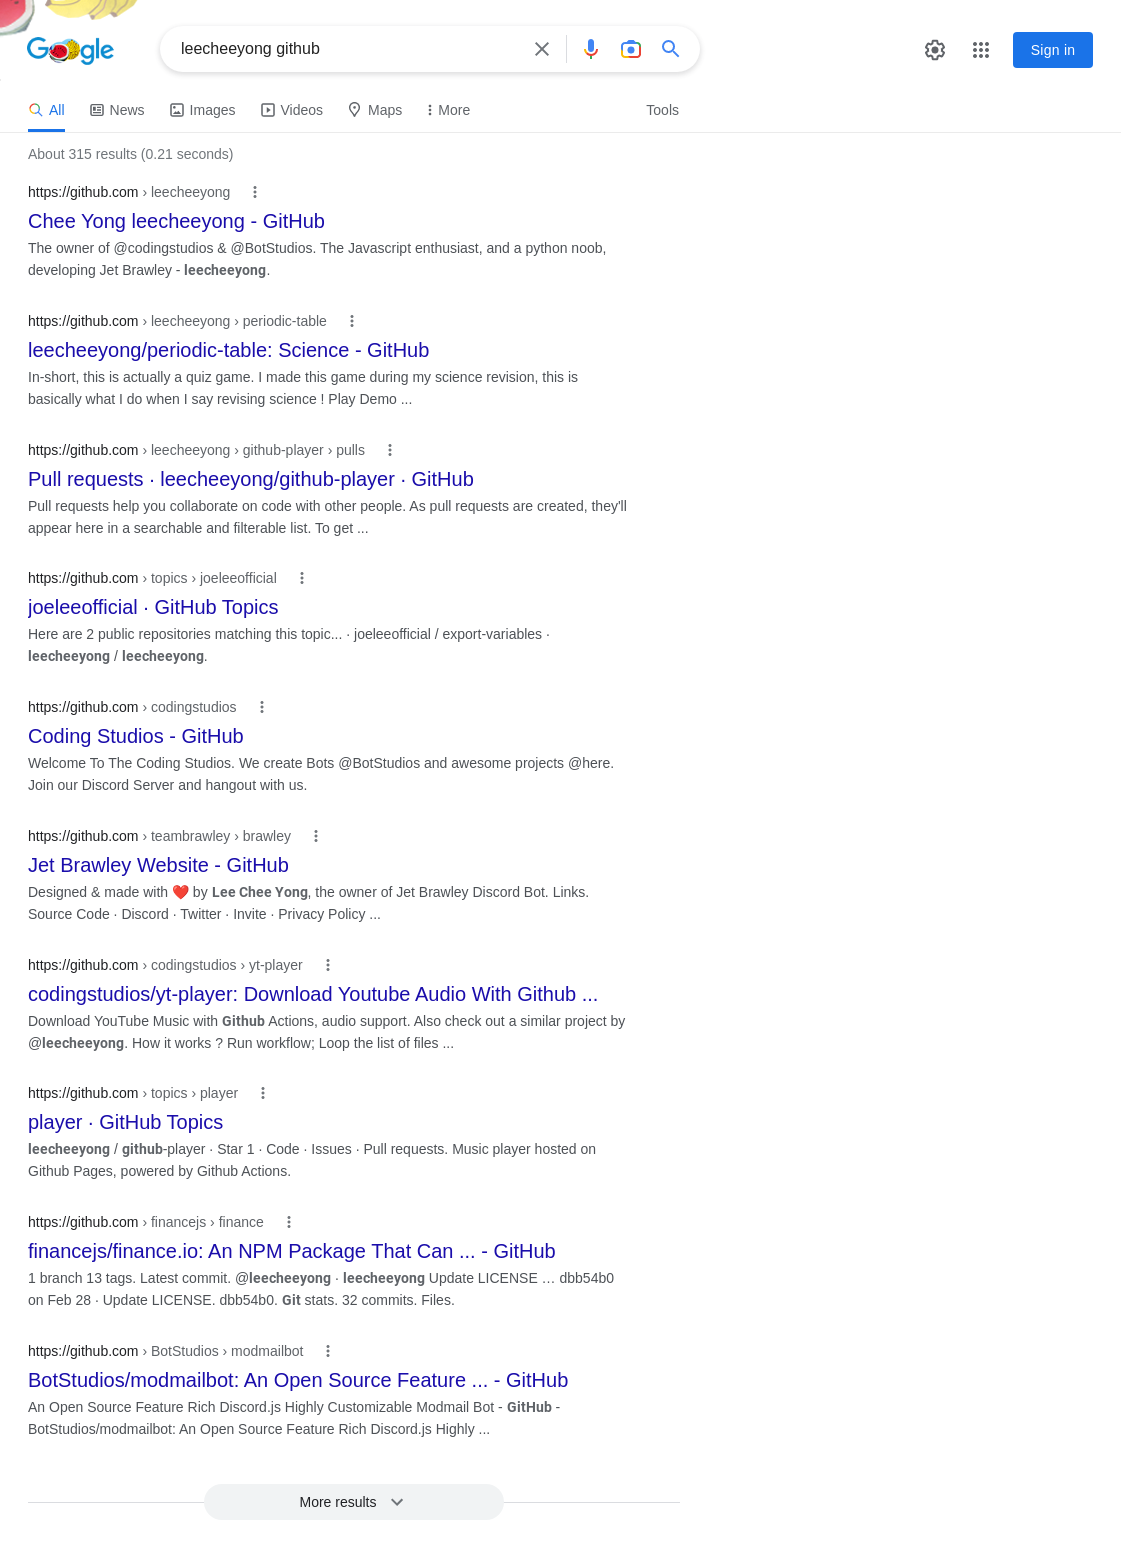 Google
leecheeyong github
Sign in
All
News
Images
Videos
Maps
More
Tools
About 315 results (0.21 seconds)
https://github.com › leecheeyong
Chee Yong leecheeyong - GitHub
The owner of @codingstudios & @BotStudios. The Javascript enthusiast, and a python noob,
developing Jet Brawley - leecheeyong.
https://github.com › leecheeyong › periodic-table
leecheeyong/periodic-table: Science - GitHub
In-short, this is actually a quiz game. I made this game during my science revision, this is
basically what I do when I say revising science ! Play Demo ...
https://github.com › leecheeyong › github-player › pulls
Pull requests · leecheeyong/github-player · GitHub
Pull requests help you collaborate on code with other people. As pull requests are created, they'll
appear here in a searchable and filterable list. To get ...
https://github.com › topics › joeleeofficial
joeleeofficial · GitHub Topics
Here are 2 public repositories matching this topic... · joeleeofficial / export-variables ·
leecheeyong / leecheeyong.
https://github.com › codingstudios
Coding Studios - GitHub
Welcome To The Coding Studios. We create Bots @BotStudios and awesome projects @here.
Join our Discord Server and hangout with us.
https://github.com › teambrawley › brawley
Jet Brawley Website - GitHub
Designed & made with ❤️ by Lee Chee Yong, the owner of Jet Brawley Discord Bot. Links.
Source Code · Discord · Twitter · Invite · Privacy Policy ...
https://github.com › codingstudios › yt-player
codingstudios/yt-player: Download Youtube Audio With Github ...
Download YouTube Music with Github Actions, audio support. Also check out a similar project by
@leecheeyong. How it works ? Run workflow; Loop the list of files ...
https://github.com › topics › player
player · GitHub Topics
leecheeyong / github-player · Star 1 · Code · Issues · Pull requests. Music player hosted on
Github Pages, powered by Github Actions.
https://github.com › financejs › finance
financejs/finance.io: An NPM Package That Can ... - GitHub
1 branch 13 tags. Latest commit. @leecheeyong · leecheeyong Update LICENSE … dbb54b0
on Feb 28 · Update LICENSE. dbb54b0. Git stats. 32 commits. Files.
https://github.com › BotStudios › modmailbot
BotStudios/modmailbot: An Open Source Feature ... - GitHub
An Open Source Feature Rich Discord.js Highly Customizable Modmail Bot - GitHub -
BotStudios/modmailbot: An Open Source Feature Rich Discord.js Highly ...
More results